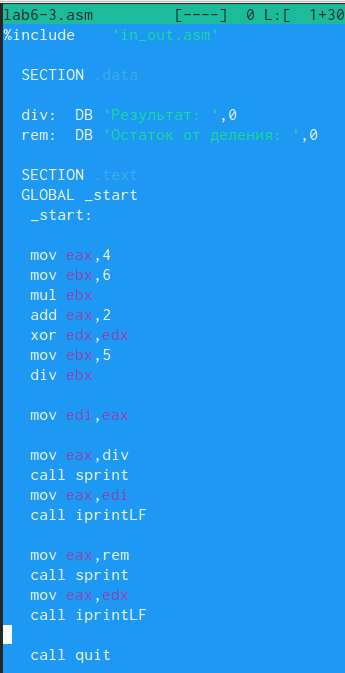 lab6-3.asm [----] 0 L:[ 1+30
%include 'in_out.asm'
SECTION .data
div: DB 'Результат: ',0
rem: DB 'Остаток от деления: ',0
SECTION .text
GLOBAL _start
_start:
mov eax,4
mov ebx,6
mul ebx
add eax,2
xor edx,edx
mov ebx,5
div ebx
mov edi,eax
mov eax,div
call sprint
mov eax,edi
call iprintLF
mov eax,rem
call sprint
mov eax,edx
call iprintLF
call quit